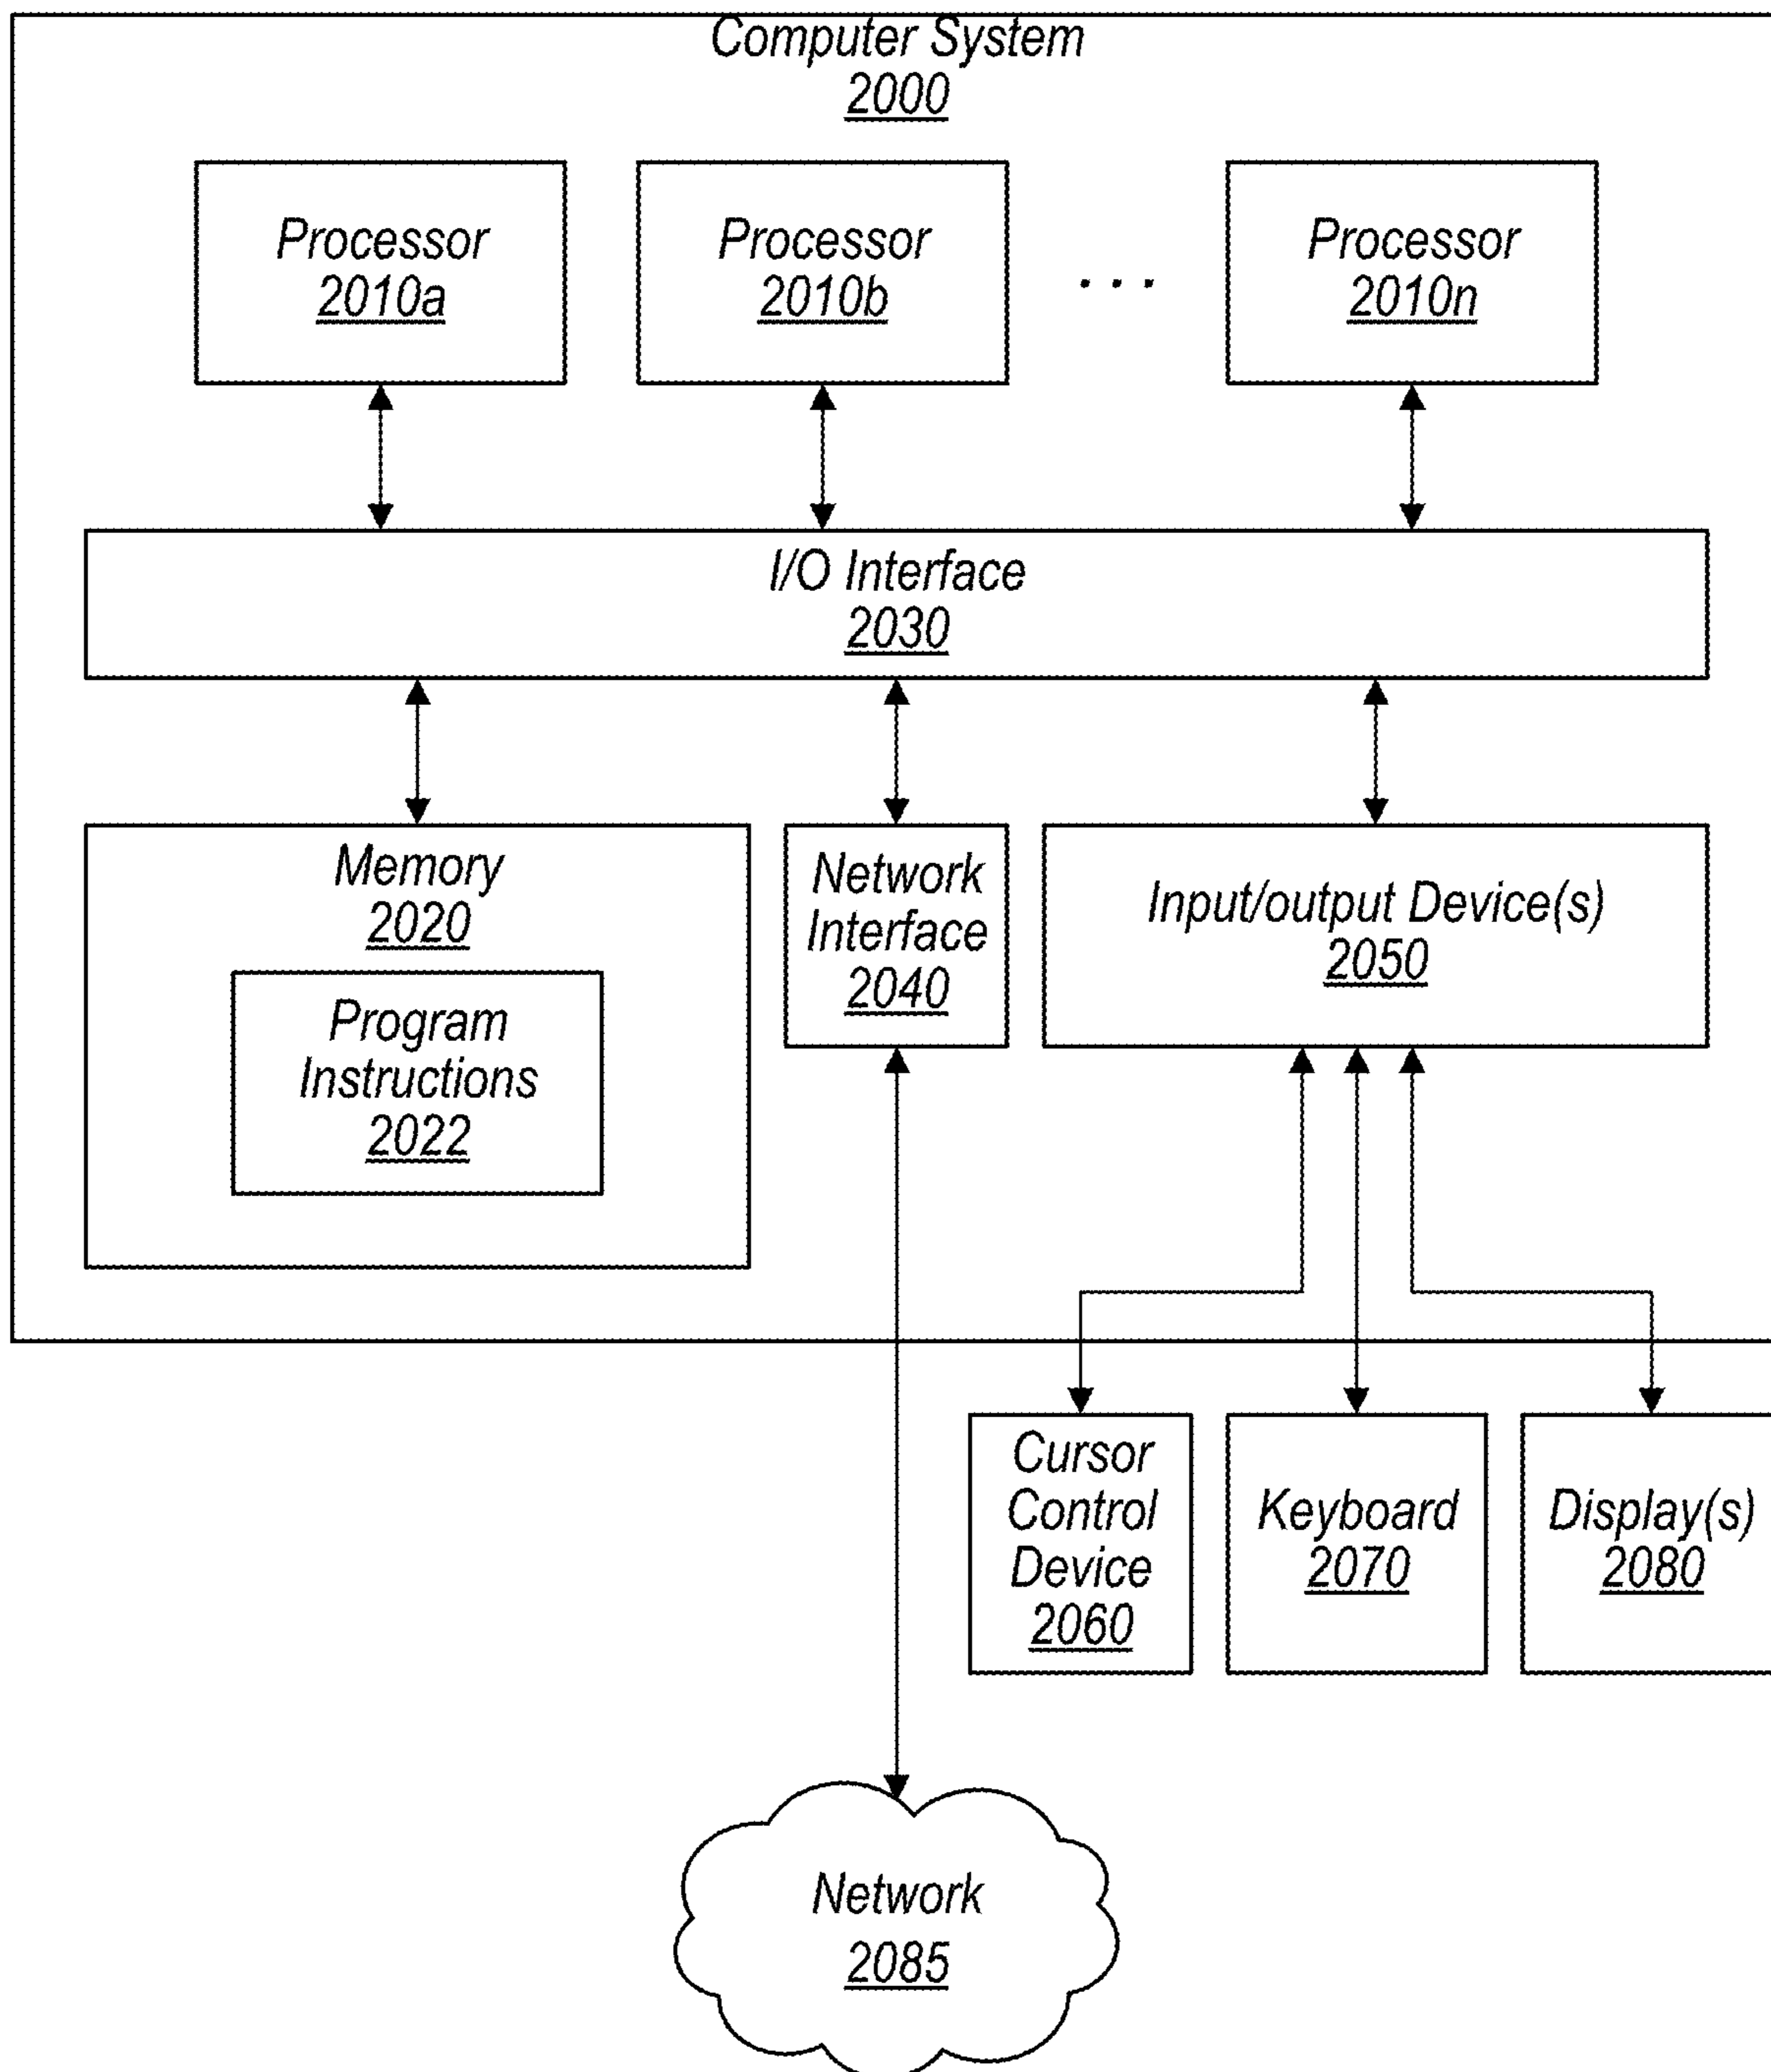 Computer System
2000
Processor
2010a
Processor
2010b
. . .
Processor
2010n
I/O Interface
2030
Memory
2020
Program
Instructions
2022
Network
Interface
2040
Input/output Device(s)
2050
Cursor
Control
Device
2060
Keyboard
2070
Display(s)
2080
Network
2085